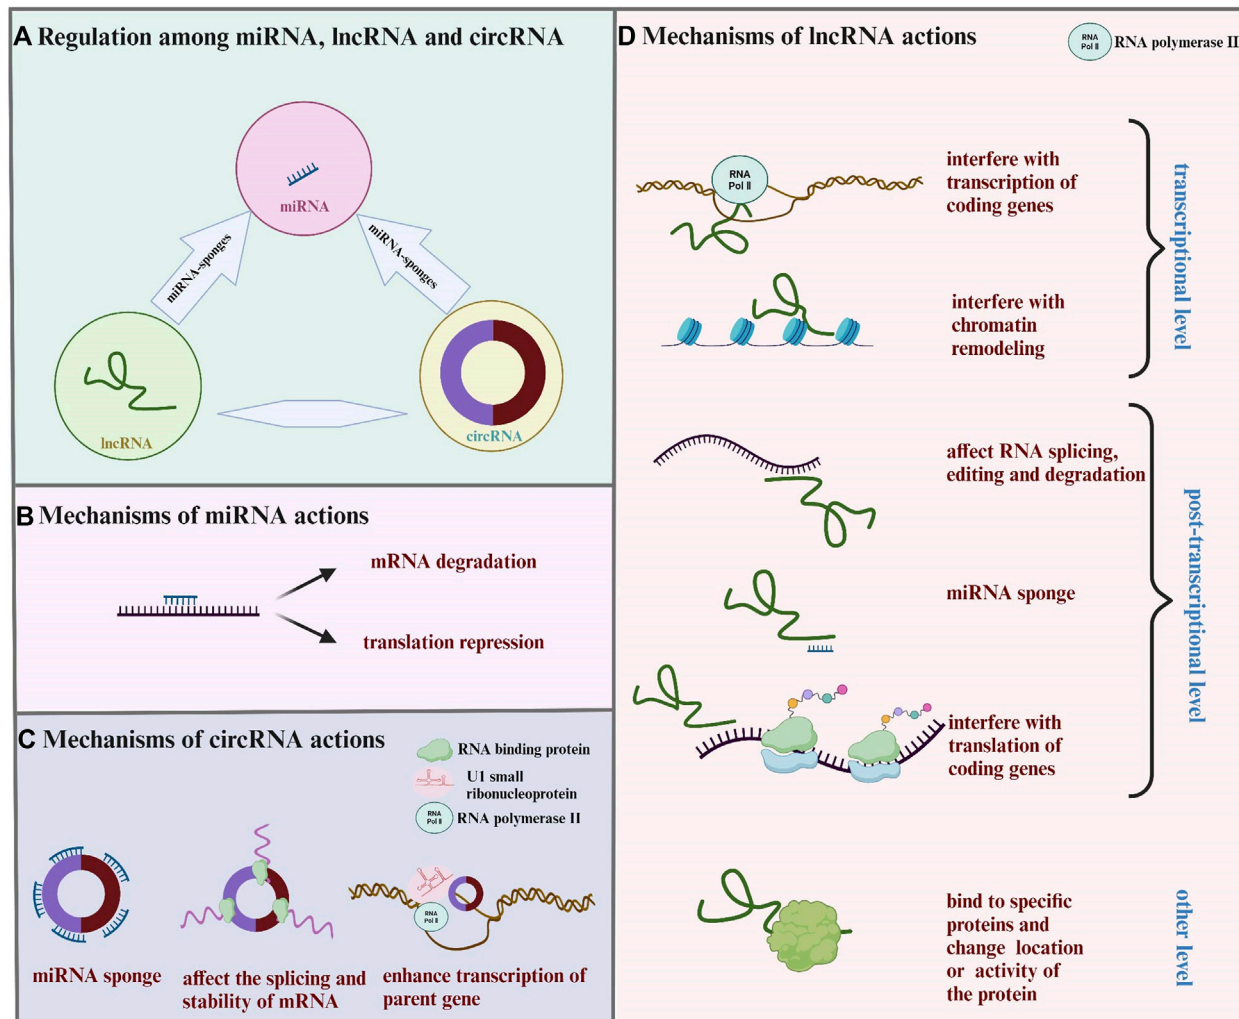 A Regulation among miRNA, lncRNA and circRNA
miRNA
miRNA-sponges
miRNA-sponges
lncRNA
circRNA
B Mechanisms of miRNA actions
mRNA degradation
translation repression
C Mechanisms of circRNA actions
RNA binding protein
U1 small
ribonucleoprotein
RNA
Pol II
RNA polymerase II
RNA
Pol II
miRNA sponge
affect the splicing and
stability of mRNA
enhance transcription of
parent gene
D Mechanisms of lncRNA actions
RNA
Pol II
RNA polymerase II
RNA
Pol II
interfere with
transcription of
coding genes
interfere with
chromatin
remodeling
transcriptional level
affect RNA splicing,
editing and degradation
miRNA sponge
interfere with
translation of
coding genes
post-transcriptional level
bind to specific
proteins and
change location
or activity of
the protein
other level